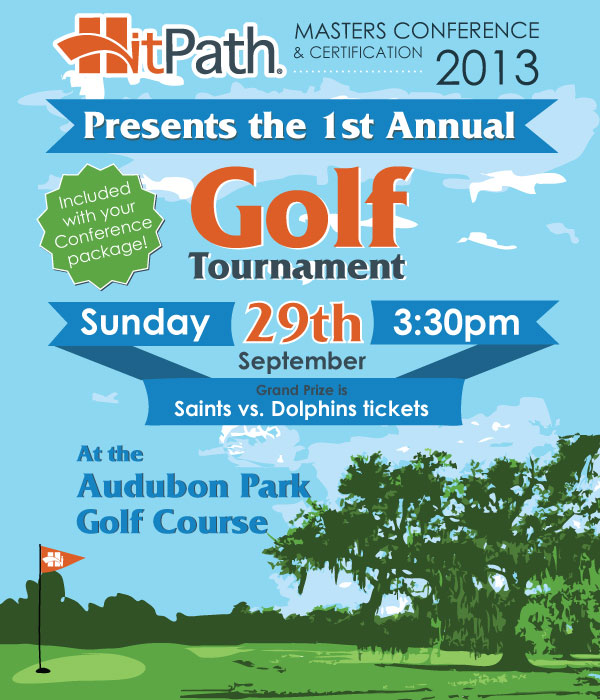 HitPath®
MASTERS CONFERENCE
& CERTIFICATION 2013
Presents the 1st Annual
Included
with your
Conference
package!
Golf
Tournament
Sunday 29th 3:30pm
September
Grand Prize is
Saints vs. Dolphins tickets
At the
Audubon Park
Golf Course